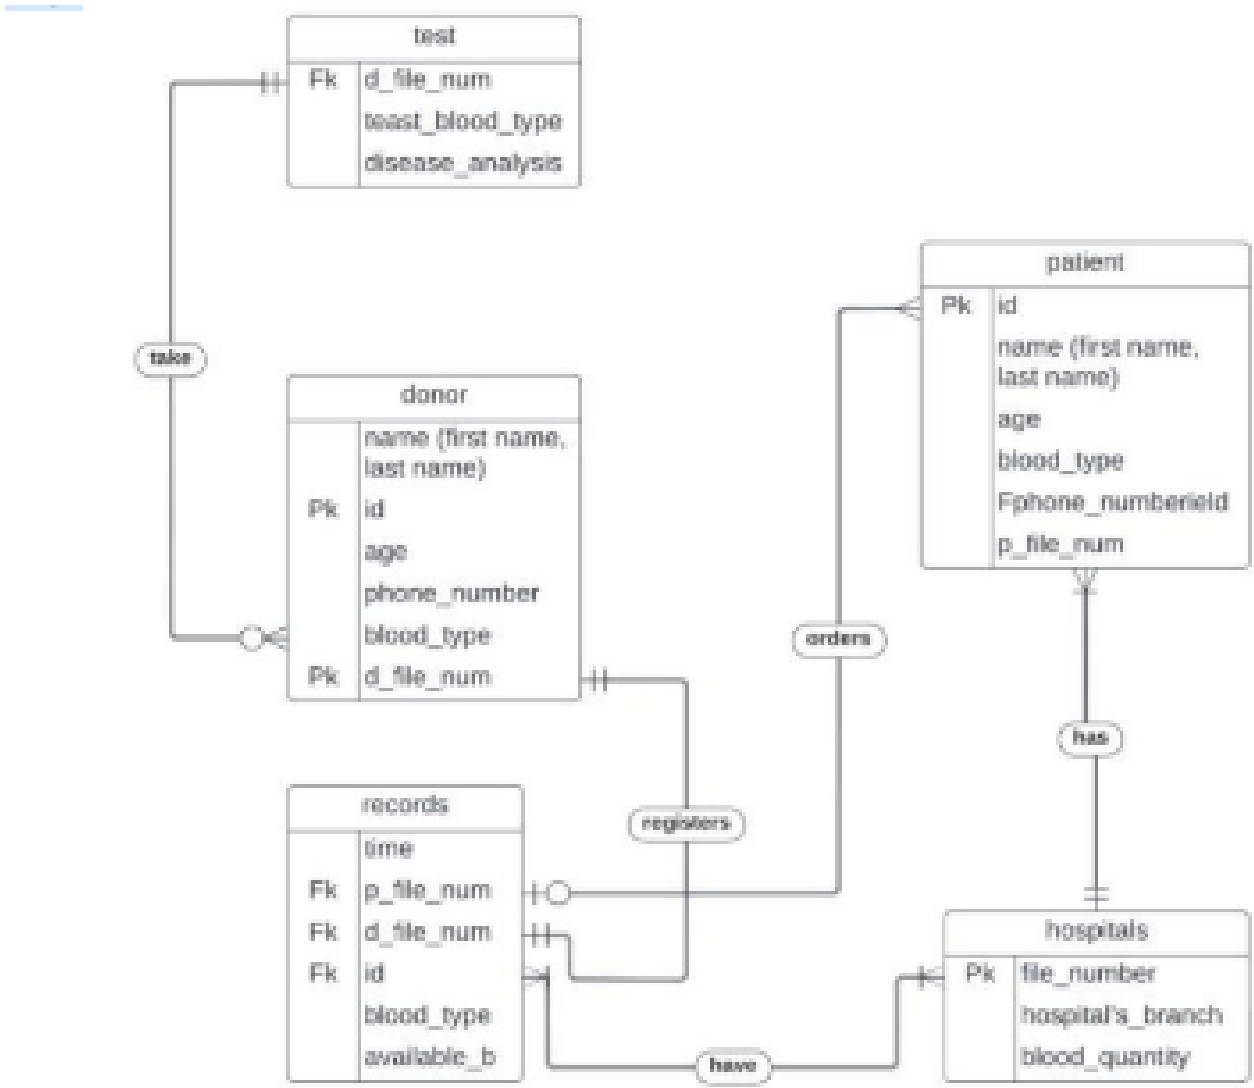 test
Fk d_file_num
teast_blood_type
disease_analysis
take
donor
name (first name,
last name)
Pk id
age
phone_number
blood_type
Pk d_file_num
patient
Pk id
name (first name,
last name)
age
blood_type
Fphone_numberield
p_file_num
orders
has
registers
records
time
Fk p_file_num
Fk d_file_num
Fk id
blood_type
available_b
have
hospitals
Pk file_number
hospital's_branch
blood_quantity